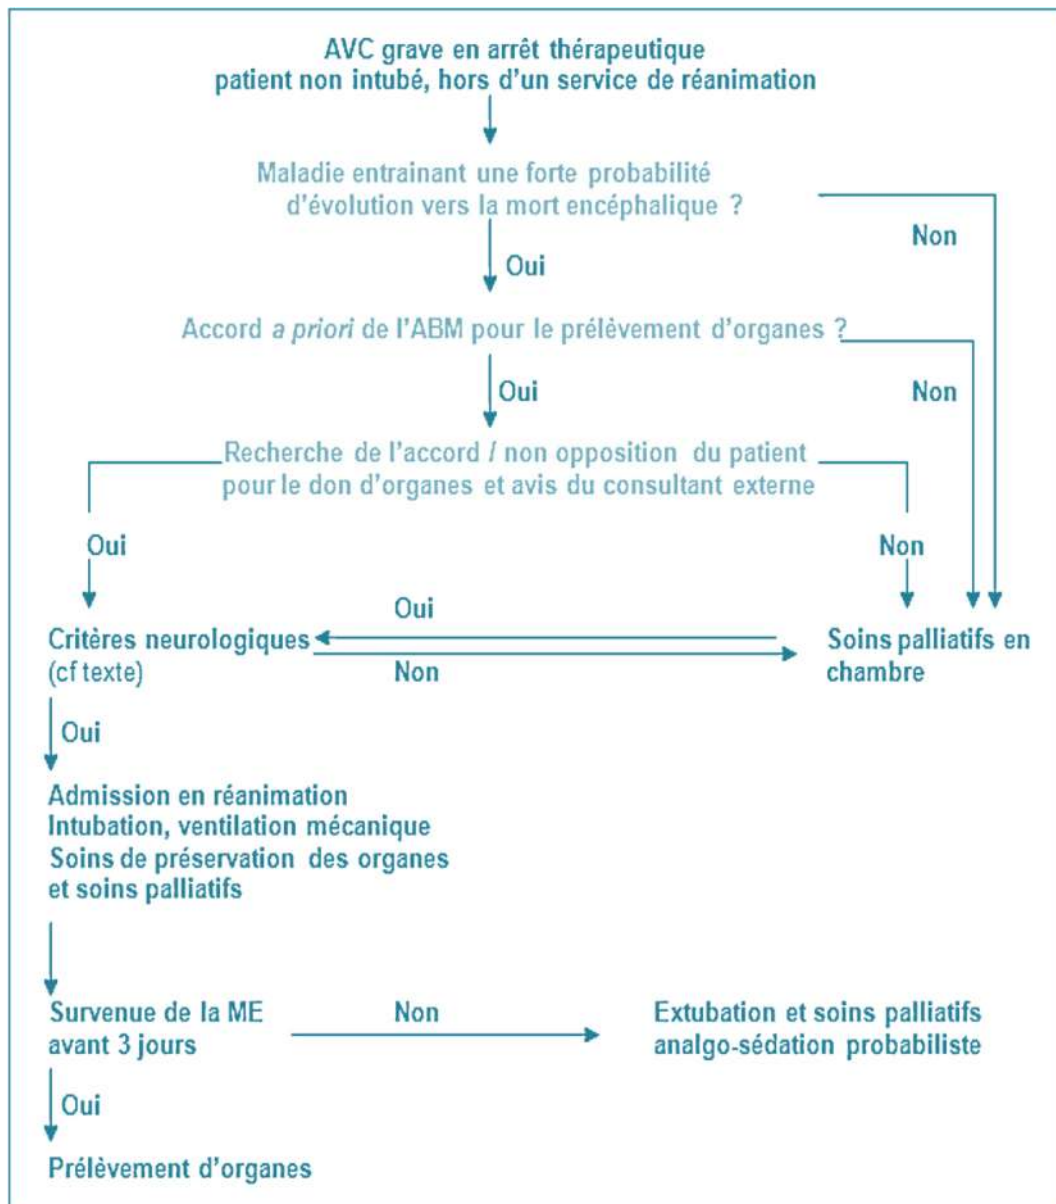 AVC grave en arrêt thérapeutique
patient non intubé, hors d'un service de réanimation
Maladie entrainant une forte probabilité
d'évolution vers la mort encéphalique ?
Non
Oui
Accord a priori de l'ABM pour le prélèvement d'organes ?
Oui
Non
Recherche de l'accord / non opposition du patient
pour le don d'organes et avis du consultant externe
Oui
Non
Oui
Critères neurologiques
(cf texte)
Non
Soins palliatifs en
chambre
Oui
Admission en réanimation
Intubation, ventilation mécanique
Soins de préservation des organes
et soins palliatifs
Survenue de la ME
avant 3 jours
Non
Extubation et soins palliatifs
analgo-sédation probabiliste
Oui
Prélèvement d'organes